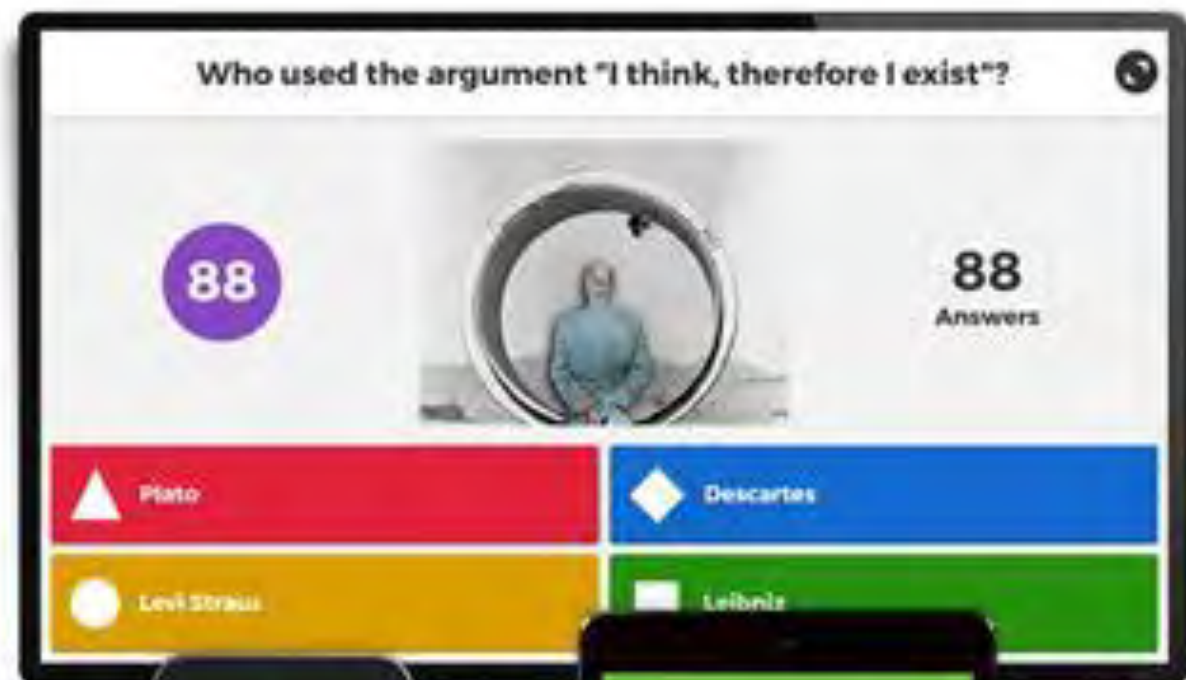 Who used the argument "I think, therefore I exist"?
88
88
Answers
Plato
Descartes
Levi Straus
Leibniz